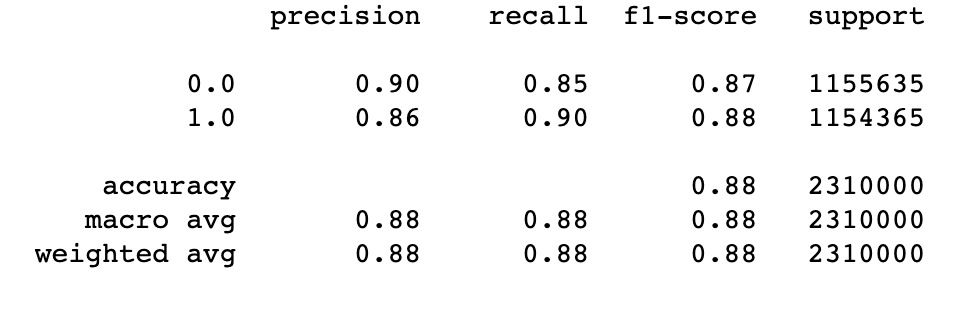 precision recall f1-score support
0.0 0.90 0.85 0.87 1155635
1.0 0.86 0.90 0.88 1154365
accuracy 0.88 2310000
macro avg 0.88 0.88 0.88 2310000
weighted avg 0.88 0.88 0.88 2310000